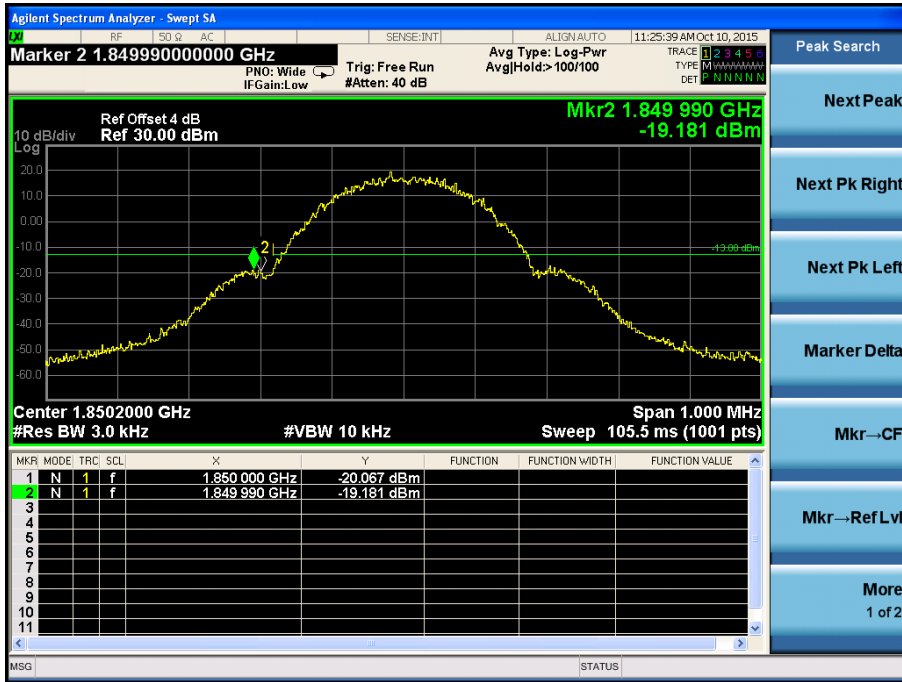 Agilent Spectrum Analyzer - Swept SA
LXI RF 50 Ω AC SENSE:INT ALIGN AUTO 11:25:39 AM Oct 10, 2015
Marker 2 1.849990000000 GHz
PNO: Wide
IFGain:Low
Trig: Free Run
#Atten: 40 dB
Avg Type: Log-Pwr
Avg|Hold:>100/100
TRACE 1 2 3 4 5 6
TYPE M WWWWW
DET P N N N N N
Peak Search
Next Peak
Next Pk Right
Next Pk Left
Marker Delta
Mkr→CF
Mkr→Ref Lvl
More
1 of 2
Mkr2 1.849 990 GHz
-19.181 dBm
Ref Offset 4 dB
10 dB/div Ref 30.00 dBm
Log
20.0
10.0
0.00
-10.0
-20.0
-30.0
-40.0
-50.0
-60.0
2
-13.00 dBm
Center 1.8502000 GHz Span 1.000 MHz
#Res BW 3.0 kHz #VBW 10 kHz Sweep 105.5 ms (1001 pts)
MKR MODE TRC SCL X Y FUNCTION FUNCTION WIDTH FUNCTION VALUE
1 N 1 f 1.850 000 GHz -20.067 dBm
2 N 1 f 1.849 990 GHz -19.181 dBm
3
4
5
6
7
8
9
10
11
MSG STATUS